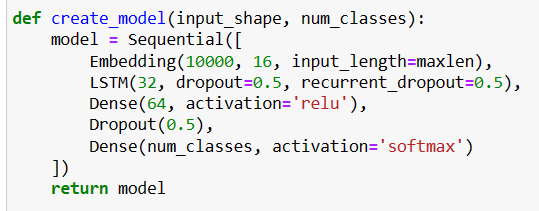 def create_model(input_shape, num_classes):
    model = Sequential([
        Embedding(10000, 16, input_length=maxlen),
        LSTM(32, dropout=0.5, recurrent_dropout=0.5),
        Dense(64, activation='relu'),
        Dropout(0.5),
        Dense(num_classes, activation='softmax')
    ])
    return model